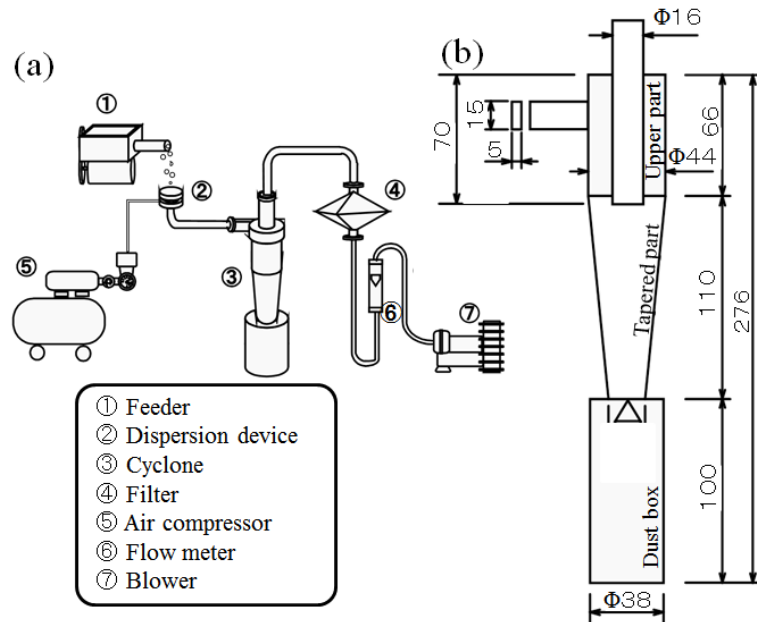 (a)
①
②
③
④
⑤
⑥
⑦
① Feeder
② Dispersion device
③ Cyclone
④ Filter
⑤ Air compressor
⑥ Flow meter
⑦ Blower
(b)
Φ16
70
15
5
Upper part
66
Φ44
Tapered part
110
276
Dust box
100
Φ38